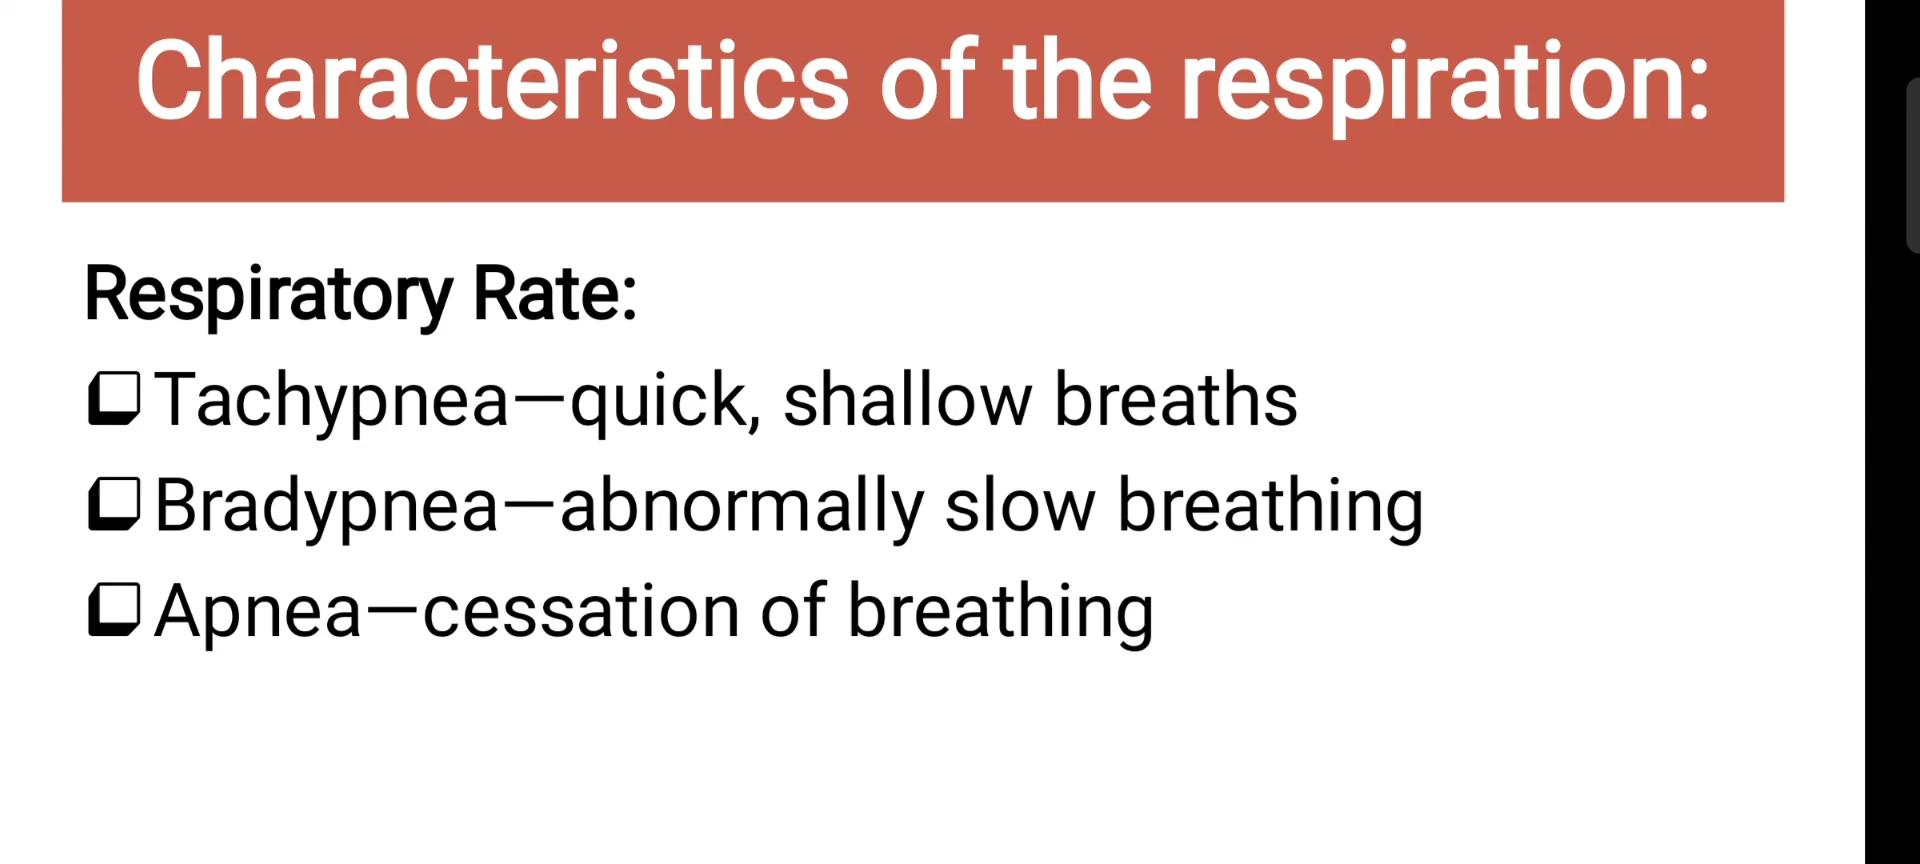 Characteristics of the respiration:
Respiratory Rate:
❑Tachypnea—quick, shallow breaths
❑Bradypnea—abnormally slow breathing
❑Apnea—cessation of breathing